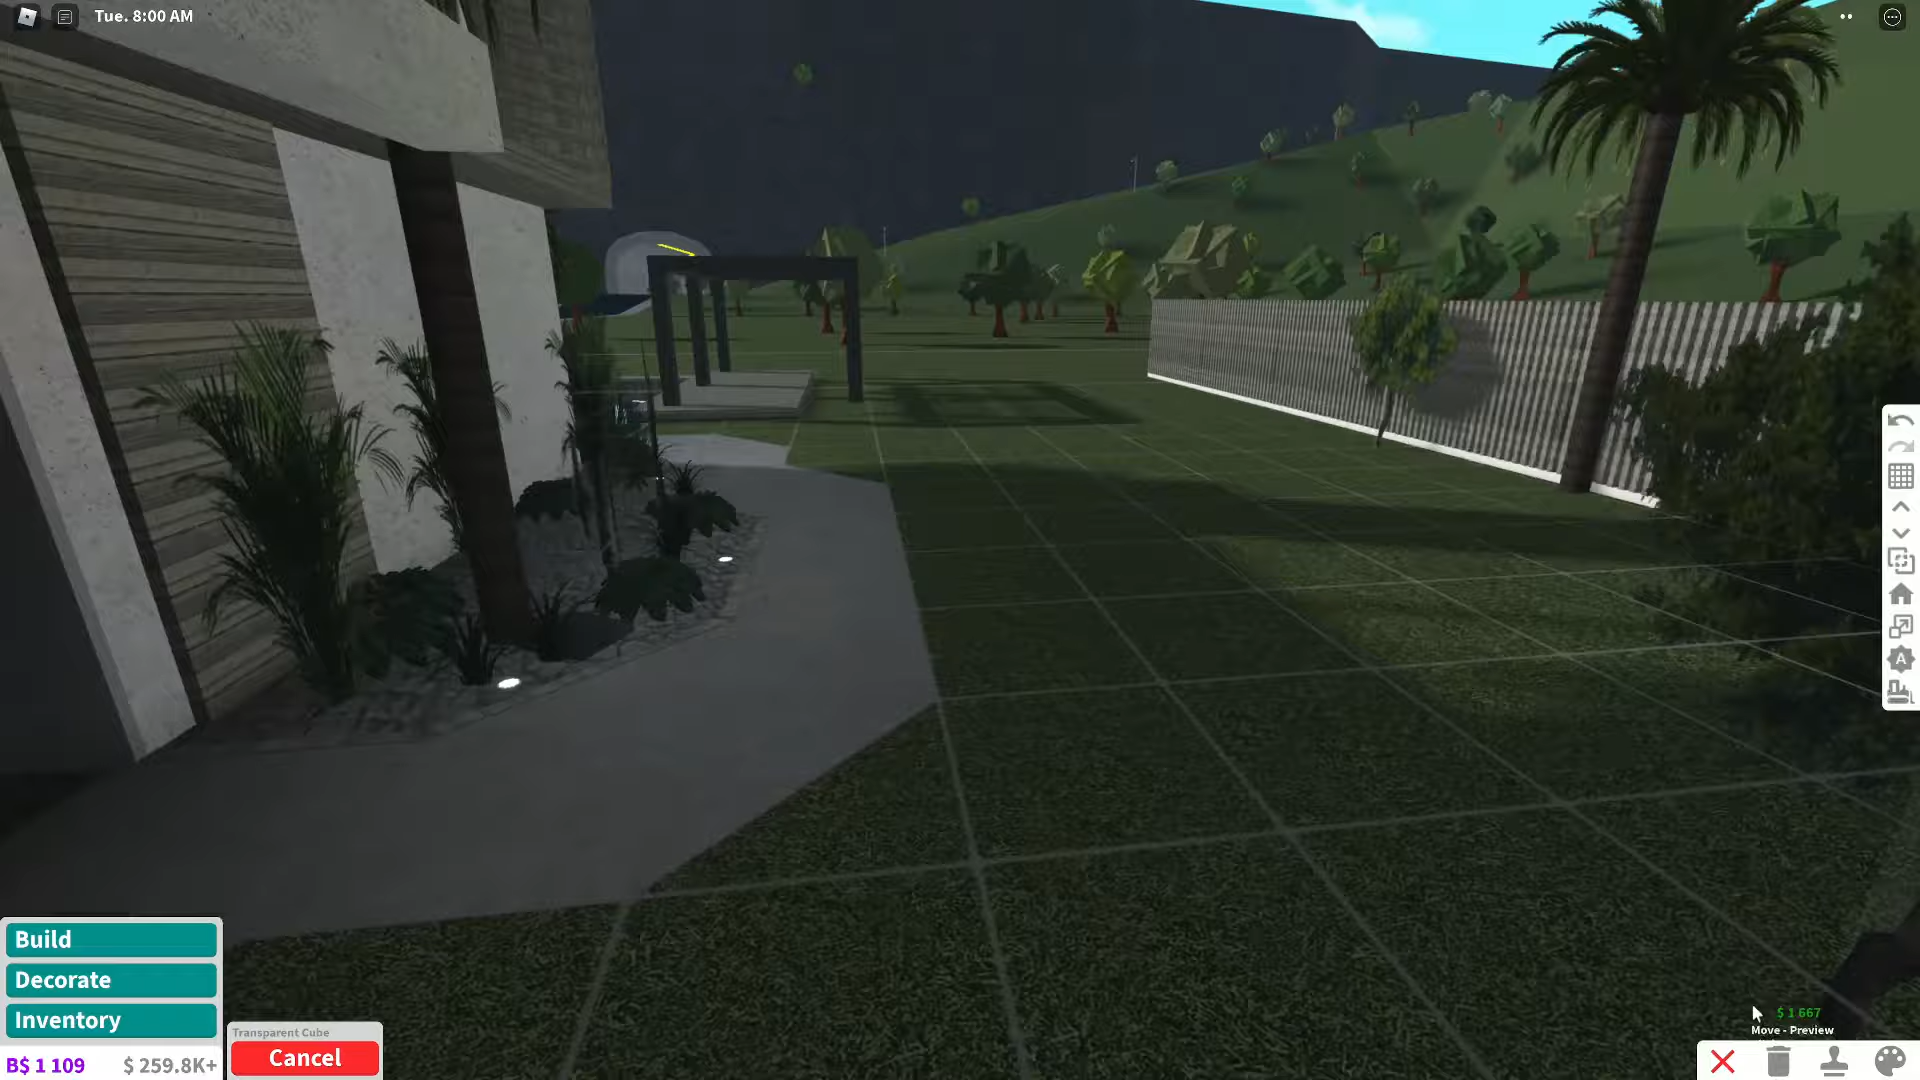 Tue. 8:00 AM
Build
Decorate
Inventory
B$ 1 109
$ 259.8K+
Transparent Cube
Cancel
$ 1 667
Move - Preview
A